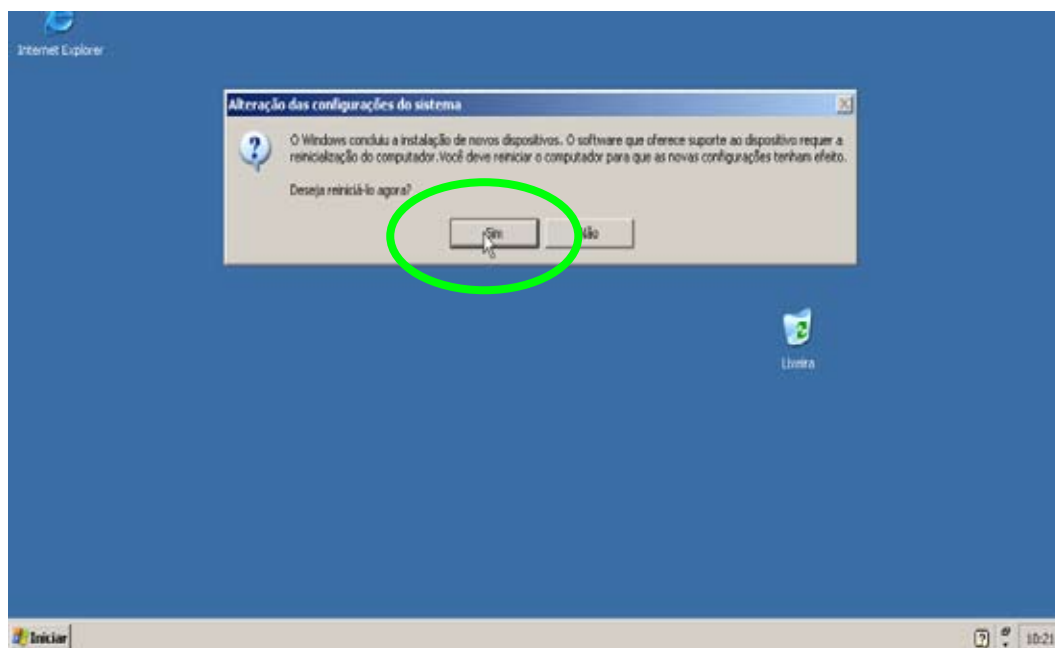 Internet Explorer
Alteração das configurações do sistema
O Windows concluiu a instalação de novos dispositivos. O software que oferece suporte ao dispositivo requer a
reinicialização do computador. Você deve reiniciar o computador para que as novas configurações tenham efeito.
Deseja reiniciá-lo agora?
Sim
Não
Lixeira
Iniciar
10:21